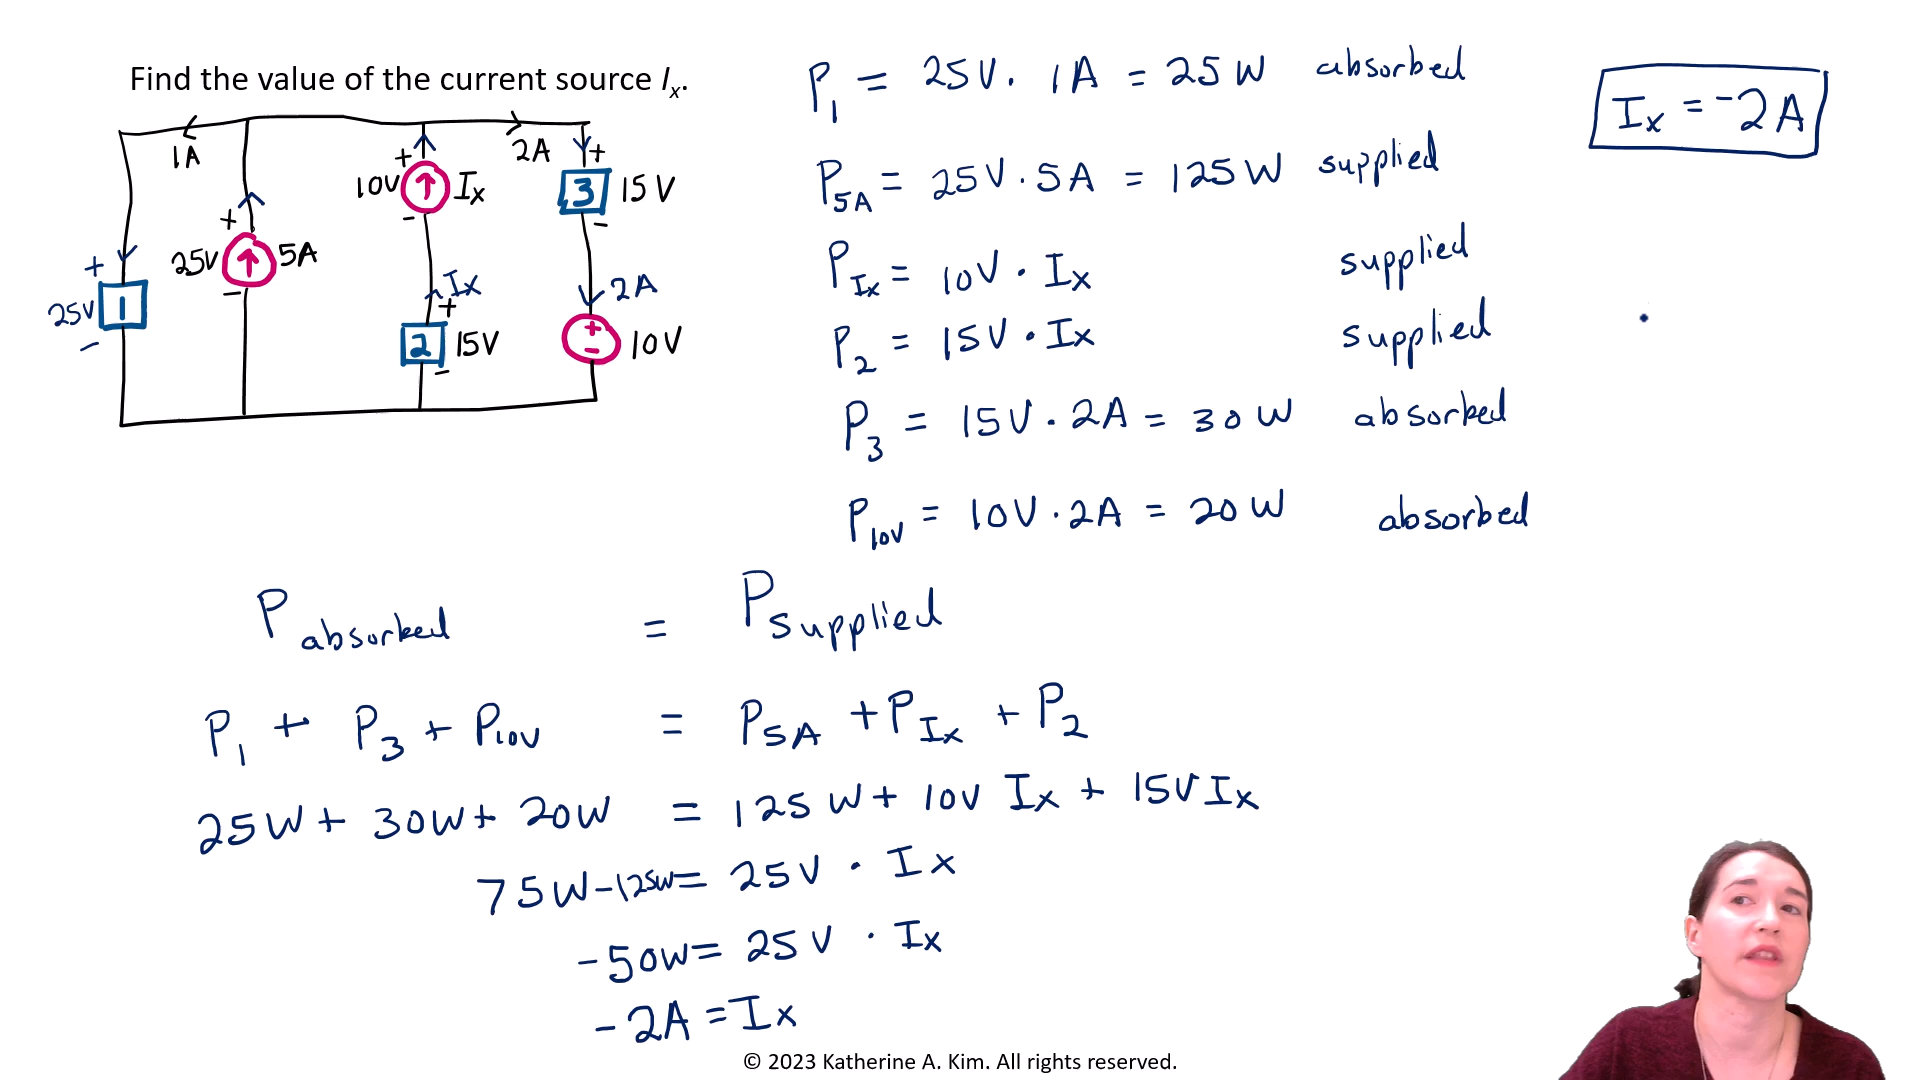 Find the value of the current source Ix.
1A
2A
+
+
10V
Ix
-
3
15 V
-
+
25V
5A
-
+
25V
1
-
Ix
+
2
15V
-
2A
+
-
10V
P1 = 25V · 1A = 25W absorbed
P5A = 25V · 5A = 125W supplied
PIx = 10V · Ix supplied
P2 = 15V · Ix supplied
P3 = 15V · 2A = 30W absorbed
P10V = 10V · 2A = 20W absorbed
Ix = -2A
Pabsorbed = Psupplied
P1 + P3 + P10V = P5A + PIx + P2
25W + 30W + 20W = 125W + 10V Ix + 15V Ix
75W - 125W = 25V · Ix
-50W = 25V · Ix
-2A = Ix
© 2023 Katherine A. Kim. All rights reserved.